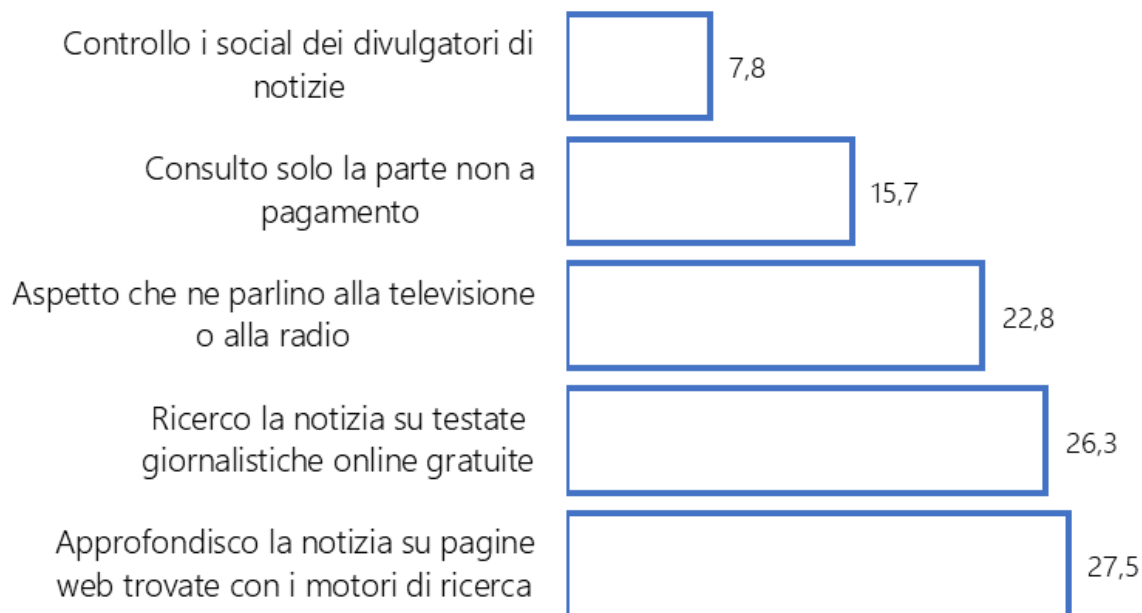 Controllo i social dei divulgatori di
notizie
7,8
Consulto solo la parte non a
pagamento
15,7
Aspetto che ne parlino alla televisione
o alla radio
22,8
Ricerco la notizia su testate
giornalistiche online gratuite
26,3
Approfondisco la notizia su pagine
web trovate con i motori di ricerca
27,5